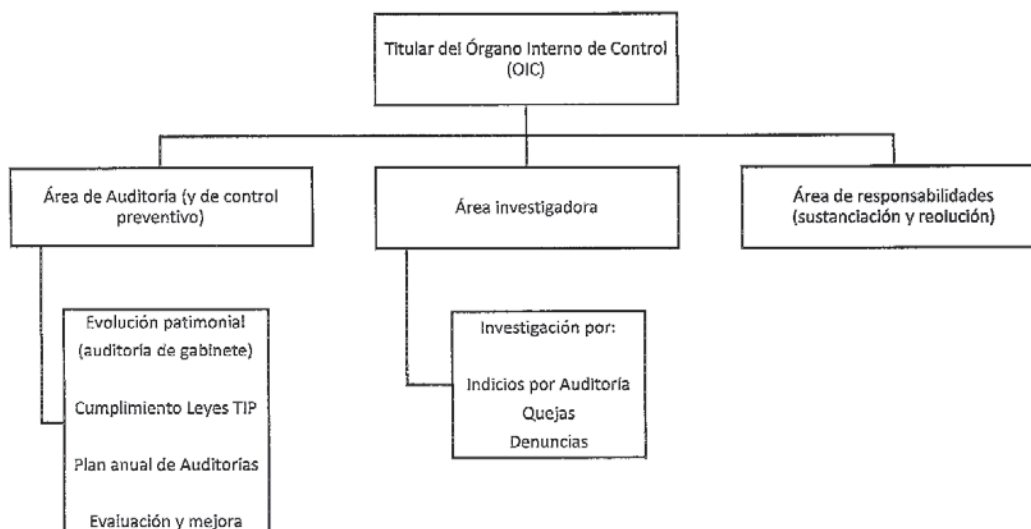 Titular del Órgano Interno de Control
(OIC)
Área de Auditoría (y de control
preventivo)
Área investigadora
Área de responsabilidades
(sustanciación y reolución)
Evolución patimonial
(auditoría de gabinete)
Cumplimiento Leyes TIP
Plan anual de Auditorías
Evaluación y mejora
Investigación por:
Indicios por Auditoría
Quejas
Denuncias